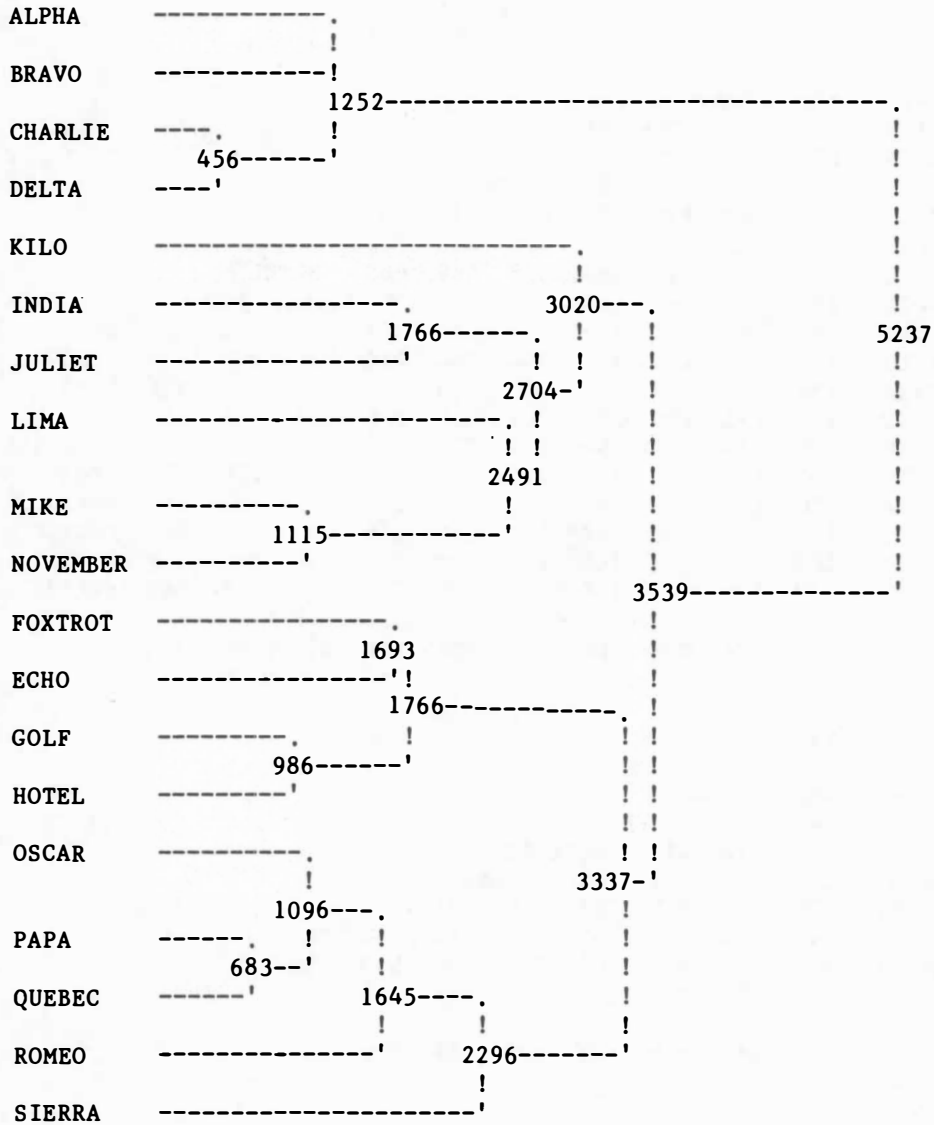 ALPHA
BRAVO
1252
CHARLIE
456
DELTA
KILO
INDIA 3020
1766 5237
JULIET
2704
LIMA
2491
MIKE
1115
NOVEMBER
3539
FOXTROT
1693
ECHO
1766
GOLF
986
HOTEL
OSCAR
3337
1096
PAPA
683
QUEBEC 1645
ROMEO 2296
SIERRA